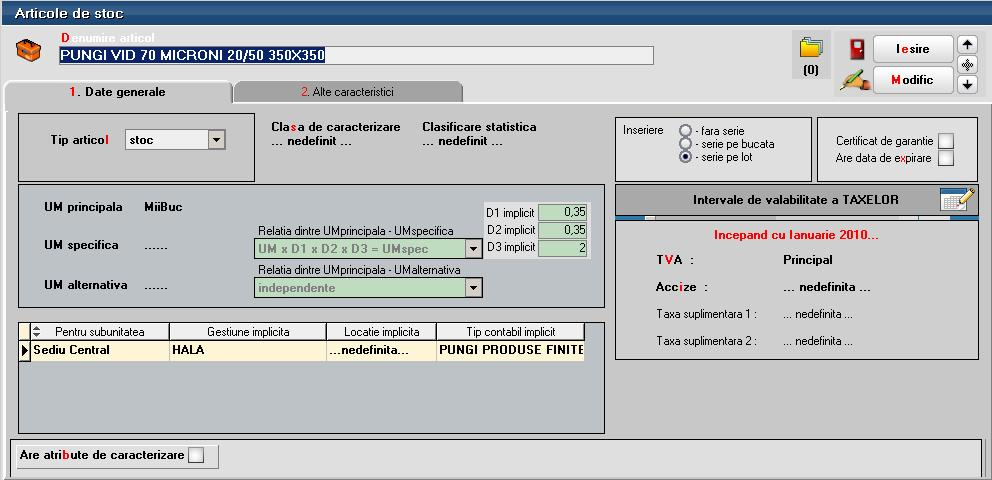 Articole de stoc
Denumire articol
PUNGI VID 70 MICRONI 20/50 350X350
(0)
Iesire
Modific
1. Date generale
2. Alte caracteristici
Tip articol
stoc
Clasa de caracterizare
... nedefinit ...
Clasificare statistica
... nedefinit ...
Inseriere
- fara serie
- serie pe bucata
- serie pe lot
Certificat de garantie
Are data de expirare
UM principala MiiBuc
UM specifica ......
Relatia dintre UMprincipala - UMspecifica
UM x D1 x D2 x D3 = UMspec
D1 implicit 0,35
D2 implicit 0,35
D3 implicit 2
UM alternativa ......
Relatia dintre UMprincipala - UMalternativa
independente
Intervale de valabilitate a TAXELOR
Incepand cu Ianuarie 2010...
TVA : Principal
Accize : ... nedefinita ...
Taxa suplimentara 1 : ... nedefinita ...
Taxa suplimentara 2 : ... nedefinita ...
Pentru subunitatea Gestiune implicita Locatie implicita Tip contabil implicit
Sediu Central HALA ...nedefinita... PUNGI PRODUSE FINITE
Are atribute de caracterizare